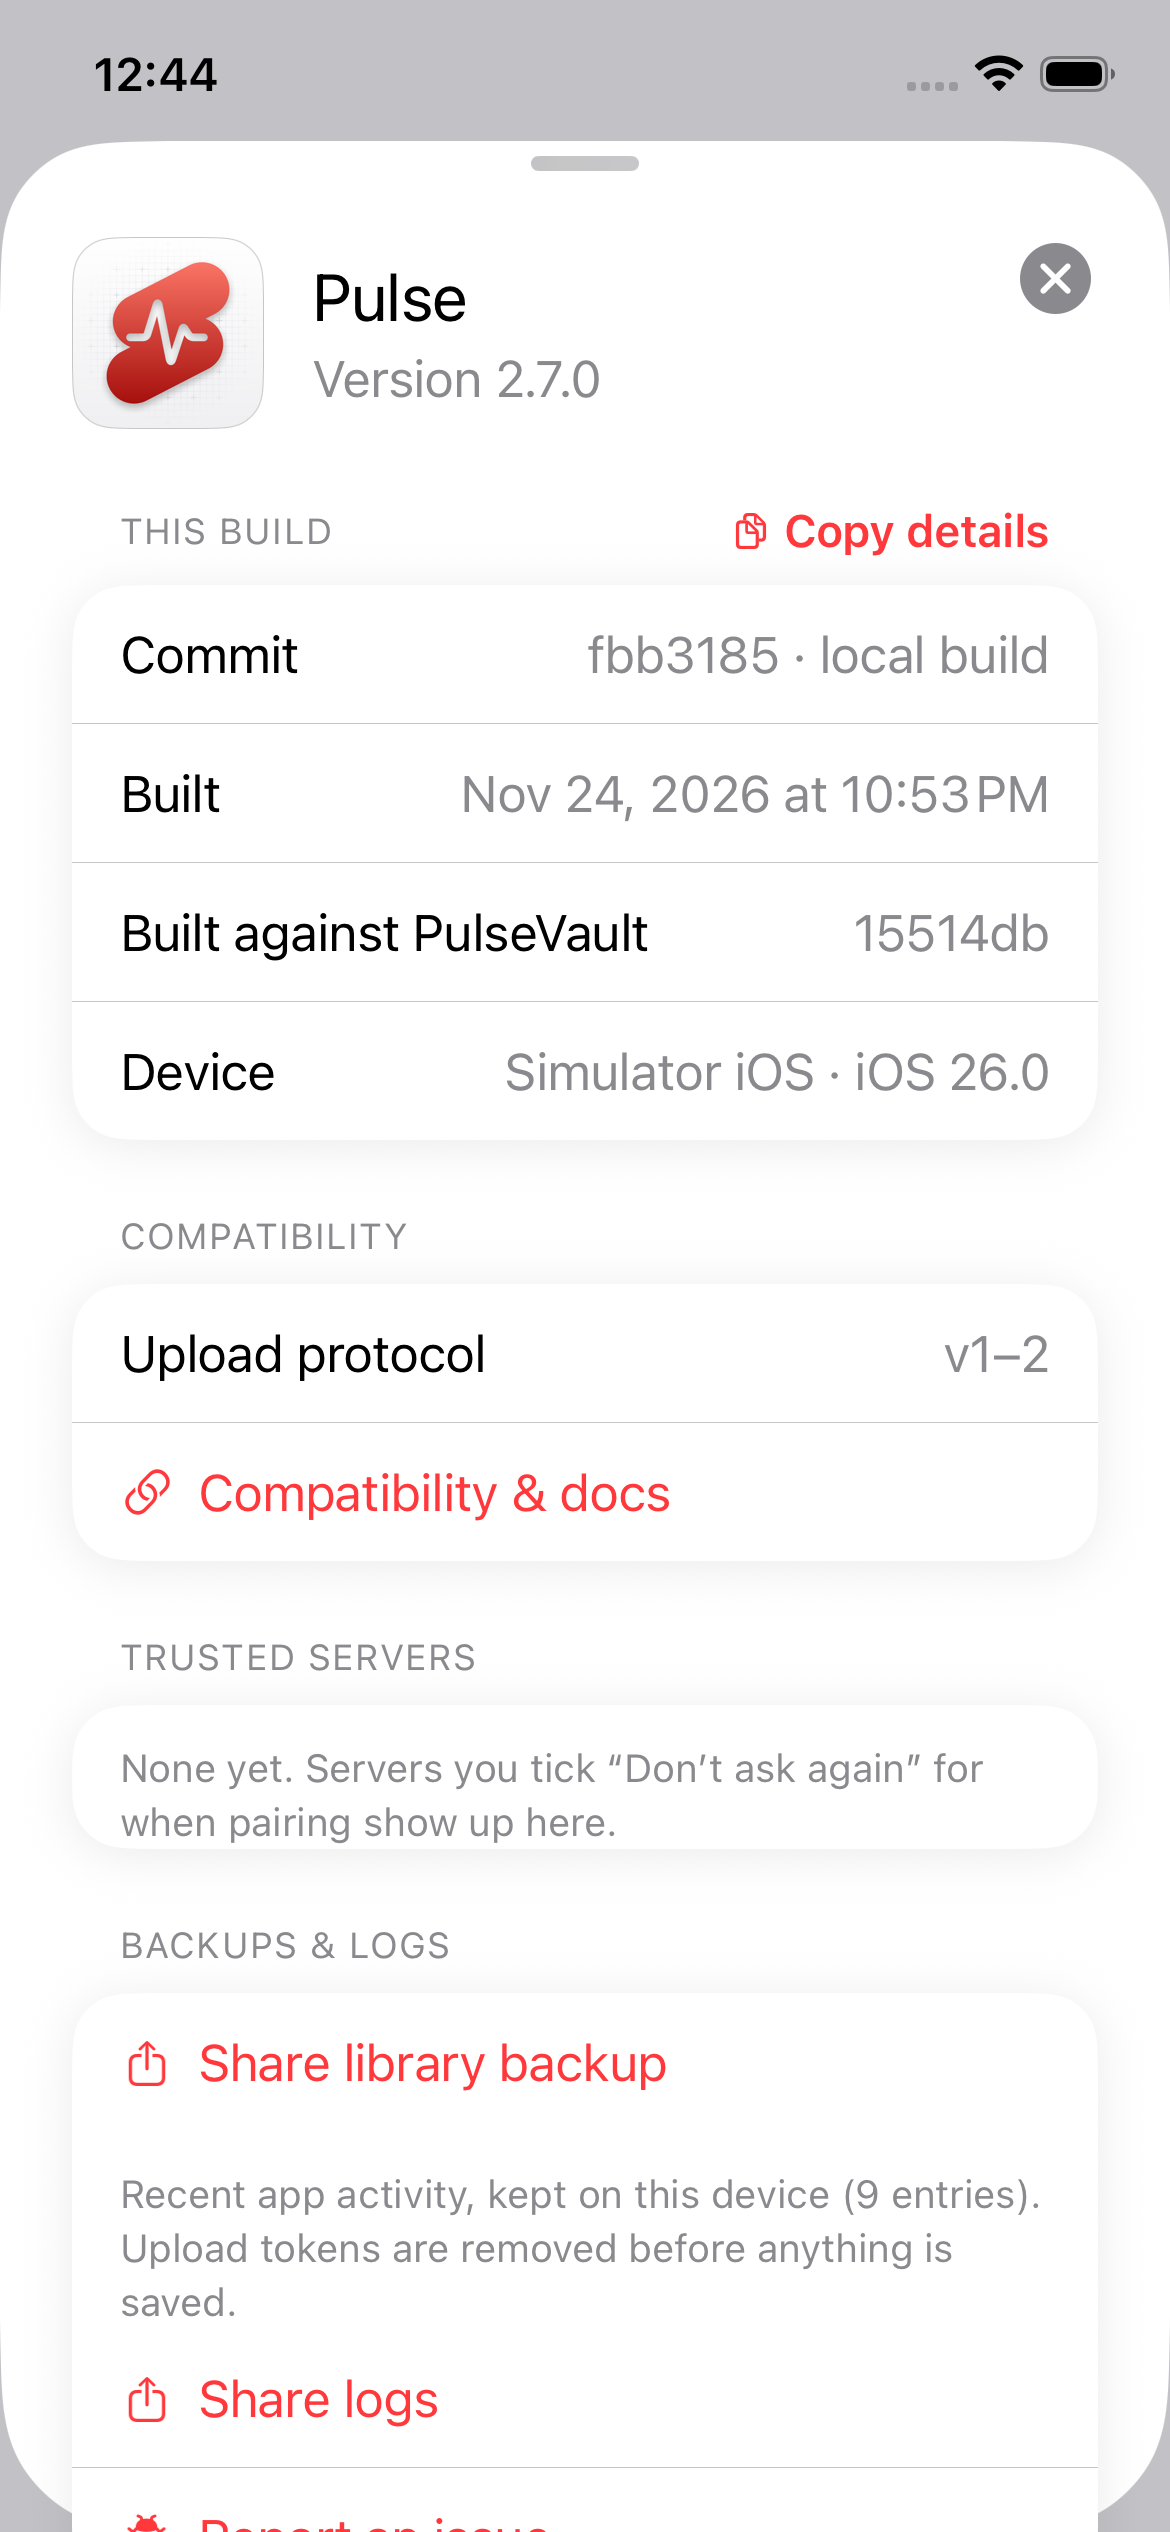 12:44
Pulse
Version 2.7.0
THIS BUILD
Copy details
Commit
fbb3185 · local build
Built
Nov 24, 2026 at 10:53 PM
Built against PulseVault
15514db
Device
Simulator iOS · iOS 26.0
COMPATIBILITY
Upload protocol
v1–2
Compatibility & docs
TRUSTED SERVERS
None yet. Servers you tick “Don’t ask again” for
when pairing show up here.
BACKUPS & LOGS
Share library backup
Recent app activity, kept on this device (9 entries).
Upload tokens are removed before anything is
saved.
Share logs
Report an issue